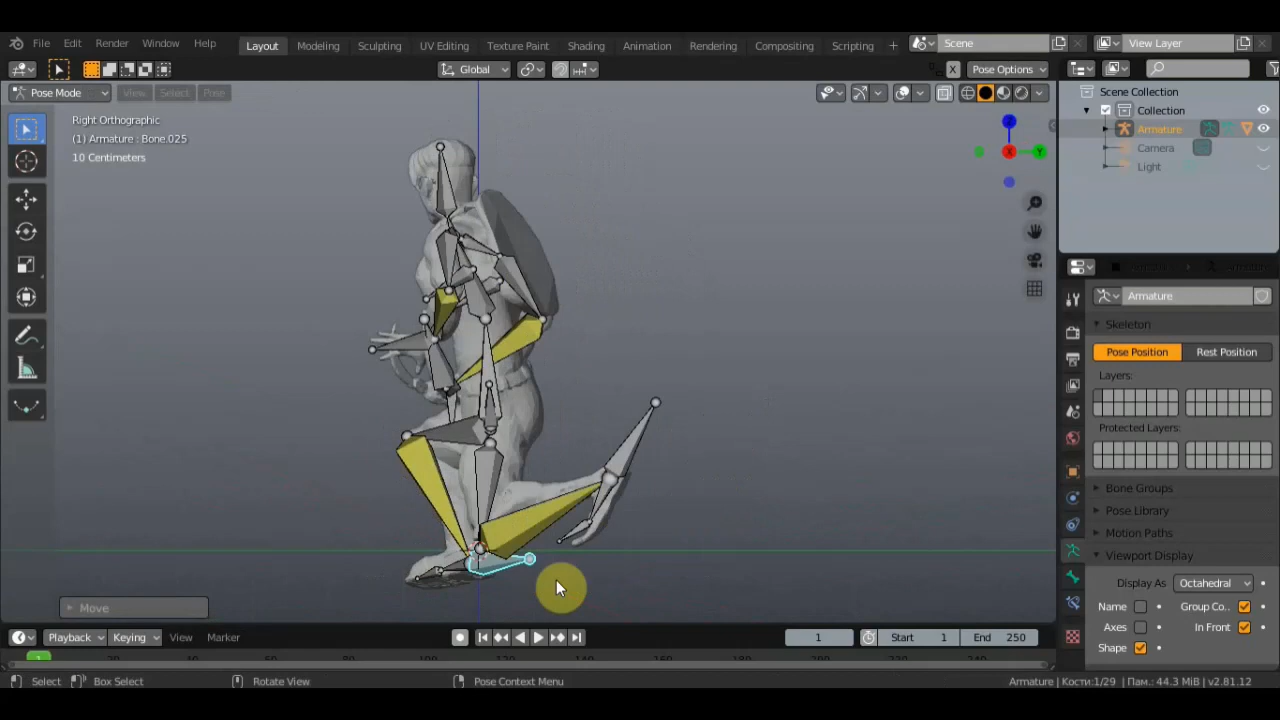 File Edit Render Window Help Layout Modeling Sculpting UV Editing Texture Paint Shading Animation Rendering Compositing Scripting + Scene View Layer
Global X Pose Options
Pose Mode View Select Pose
Scene Collection
Right Orthographic
(1) Armature : Bone.025
10 Centimeters
Collection
Armature
Camera
Light
Z
X
Y
Armature
Skeleton
Pose Position Rest Position
Layers:
Protected Layers:
Bone Groups
Pose Library
Motion Paths
Viewport Display
Display As Octahedral
Name Group Co..
Axes In Front
Shape
Move
Playback Keying View Marker 1 Start 1 End 250
1
Select Box Select Rotate View Pose Context Menu Armature | Кости:1/29 | Пам.: 44.3 MiB | v2.81.12